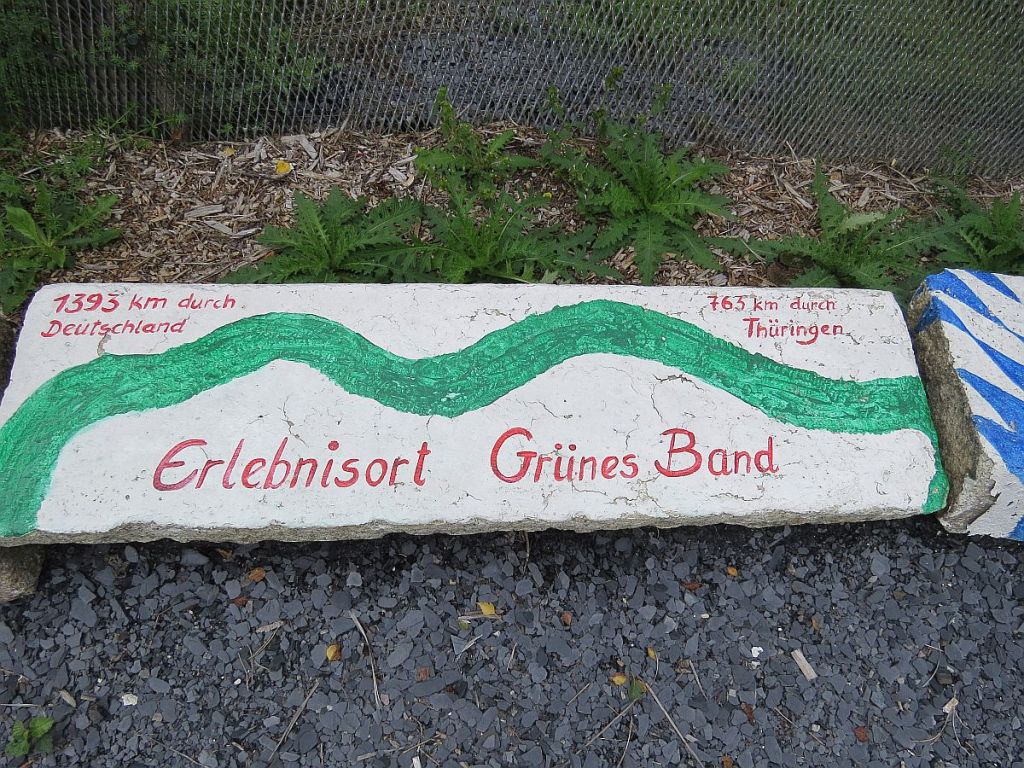 1393 km durch
Deutschland
763 km durch
Thüringen
Erlebnisort Grünes Band